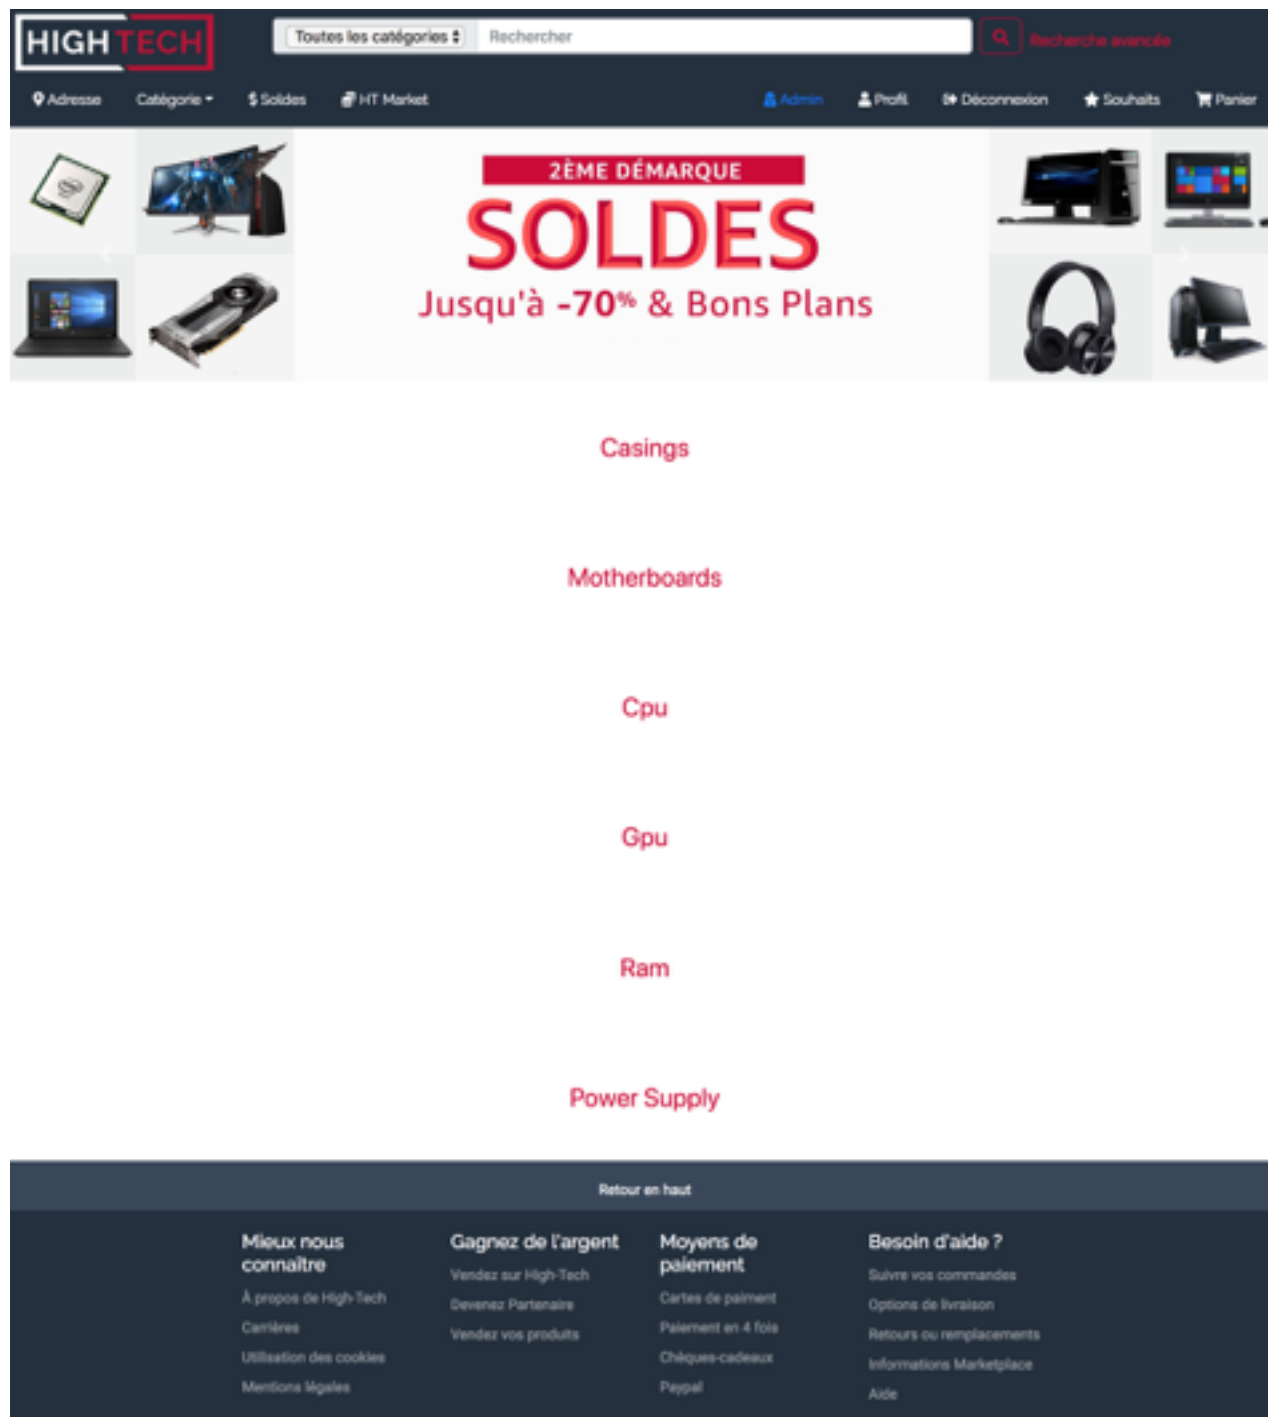 HIGH TECH
Toutes les catégories Rechercher Recherche avancée
Adresse Catégorie $ Soldes HT Market Admin Profil Déconnexion Souhaits Panier
2ÈME DÉMARQUE
SOLDES
Jusqu'à -70% & Bons Plans
Casings
Motherboards
Cpu
Gpu
Ram
Power Supply
Retour en haut
Mieux nous
connaître
À propos de High-Tech
Carrières
Utilisation des cookies
Mentions légales
Gagnez de l'argent
Vendez sur High-Tech
Devenez Partenaire
Vendez vos produits
Moyens de
paiement
Cartes de paiment
Paiement en 4 fois
Chèques-cadeaux
Paypal
Besoin d'aide ?
Suivre vos commandes
Options de livraison
Retours ou remplacements
Informations Marketplace
Aide